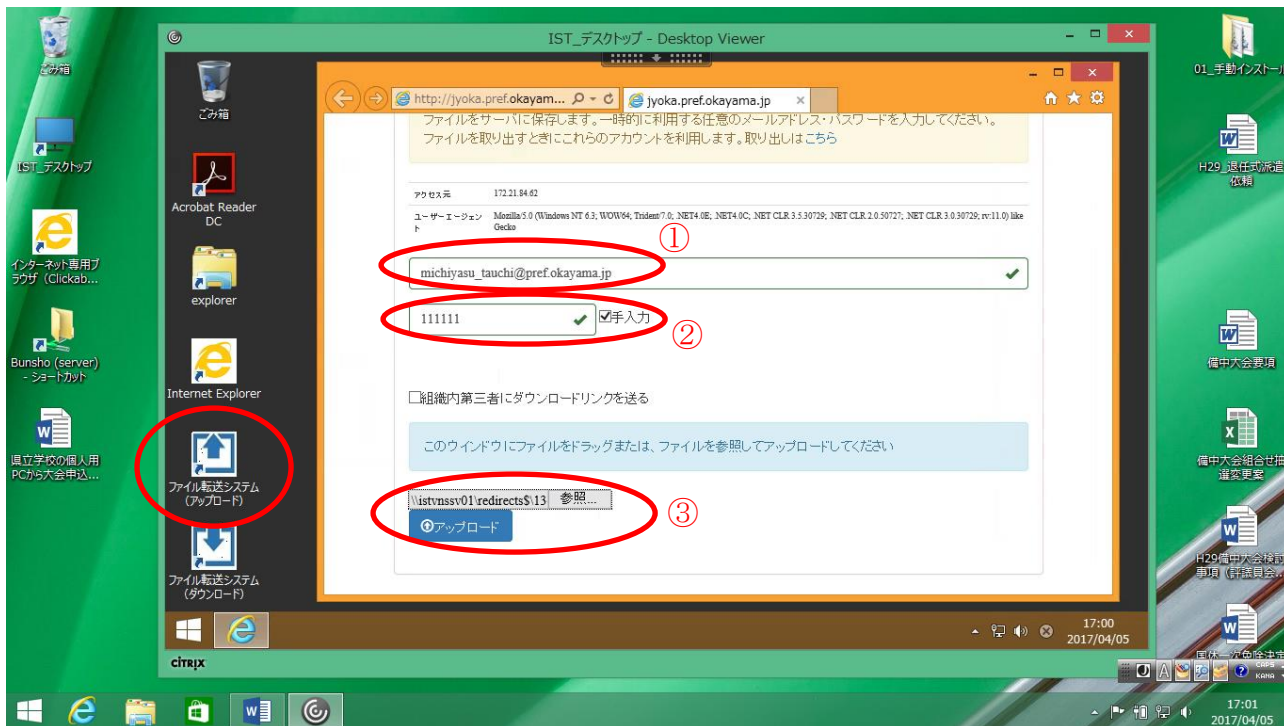 ごみ箱
IST_デスクトップ
インターネット専用ブ
ラウザ (Clickab...
Bunsho (server)
- ショートカット
県立学校の個人用
PCから大会申込...
IST_デスクトップ - Desktop Viewer
ごみ箱
Acrobat Reader
DC
explorer
Internet Explorer
ファイル転送システム
(アップロード)
ファイル転送システム
(ダウンロード)
http://jyoka.pref.okayam...
jyoka.pref.okayama.jp
ファイルをサーバに保存します。一時的に利用する任意のメールアドレス・パスワードを入力してください。
ファイルを取り出すときにこれらのアカウントを利用します。取り出しはこちら
アクセス元 172.21.84.62
ユーザーエージェン Mozilla/5.0 (Windows NT 6.3; WOW64; Trident/7.0; .NET4.0E; .NET4.0C; .NET CLR 3.5.30729; .NET CLR 2.0.50727; .NET CLR 3.0.30729; rv:11.0) like
ト Gecko
①
michiyasu_tauchi@pref.okayama.jp
111111
手入力
②
組織内第三者にダウンロードリンクを送る
このウインドウにファイルをドラッグまたは、ファイルを参照してアップロードしてください
\\istvnssv01\redirects$\13 参照...
③
アップロード
17:00
2017/04/05
CITRIX
01_手動インストール
H29_退任式派遣
依頼
備中大会要項
備中大会組合せ抽
選変更案
H29備中大会検討
事項（評議員会...
国体一次免除決定
A
CAPS
KANA
17:01
2017/04/05